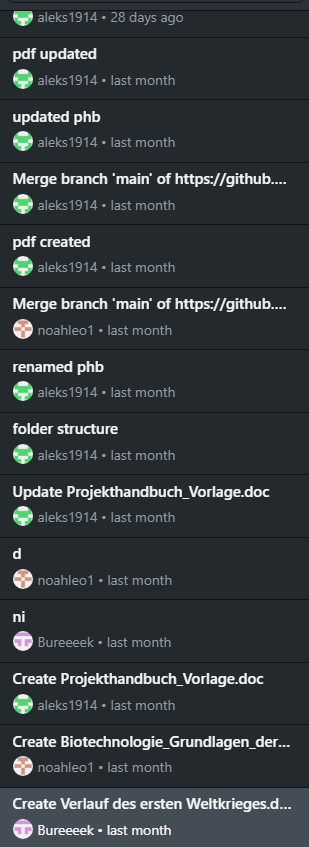 aleks1914 • 28 days ago
pdf updated
aleks1914 • last month
updated phb
aleks1914 • last month
Merge branch 'main' of https://github....
aleks1914 • last month
pdf created
aleks1914 • last month
Merge branch 'main' of https://github....
noahleo1 • last month
renamed phb
aleks1914 • last month
folder structure
aleks1914 • last month
Update Projekthandbuch_Vorlage.doc
aleks1914 • last month
d
noahleo1 • last month
ni
Bureeeek • last month
Create Projekthandbuch_Vorlage.doc
aleks1914 • last month
Create Biotechnologie_Grundlagen_der...
noahleo1 • last month
Create Verlauf des ersten Weltkrieges.d...
Bureeeek • last month